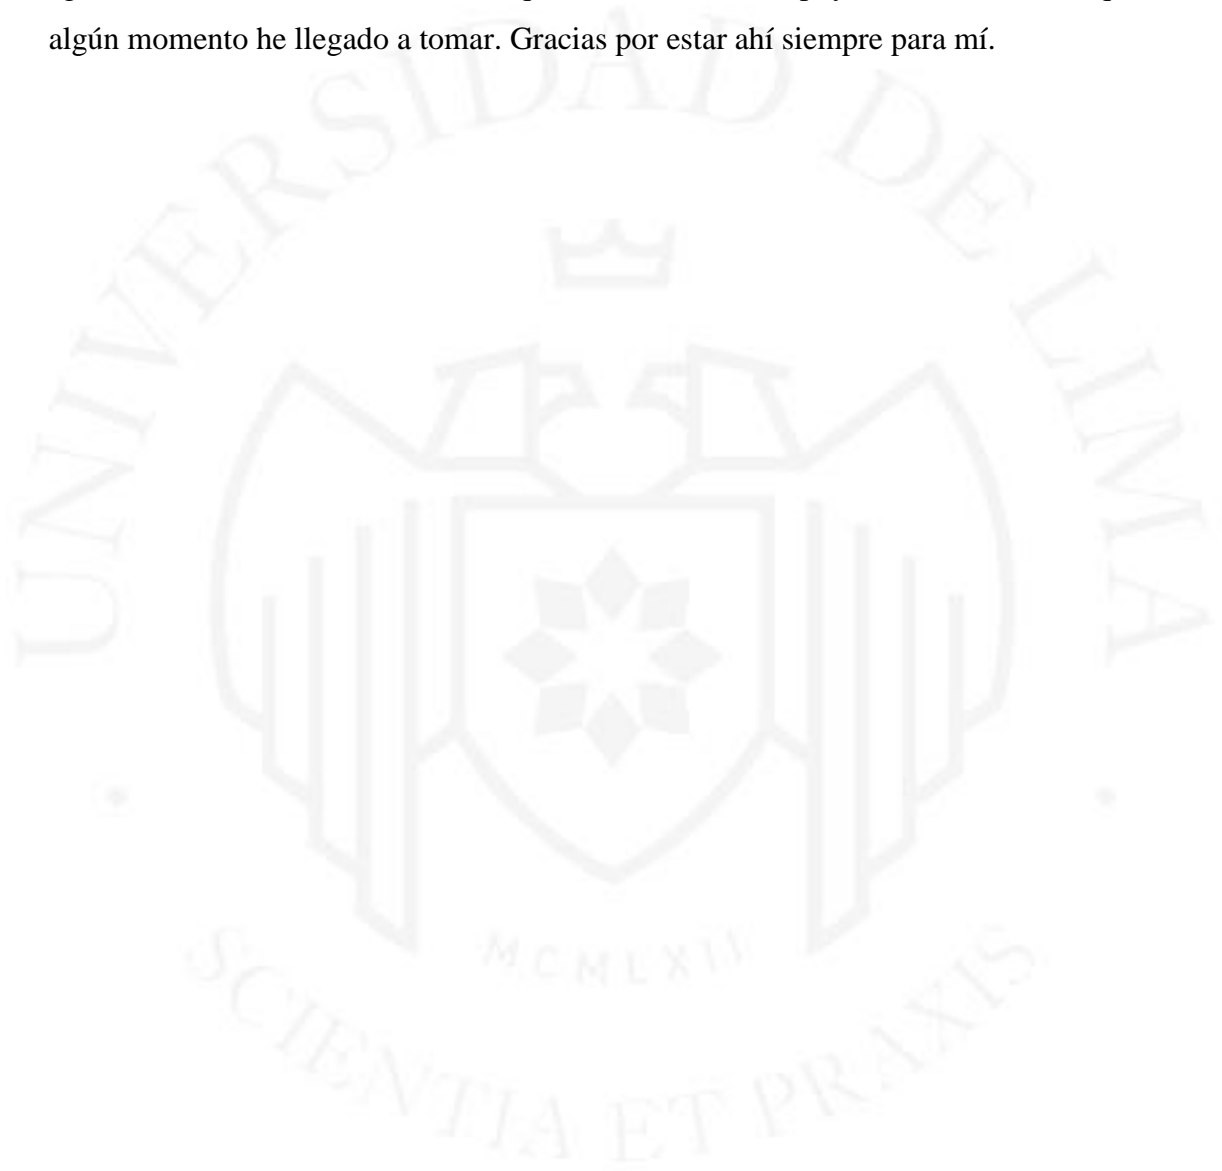 algún momento he llegado a tomar. Gracias por estar ahí siempre para mí.
UNIVERSIDAD DE LIMA
MCMLXII
SCIENTIA ET PRAXIS